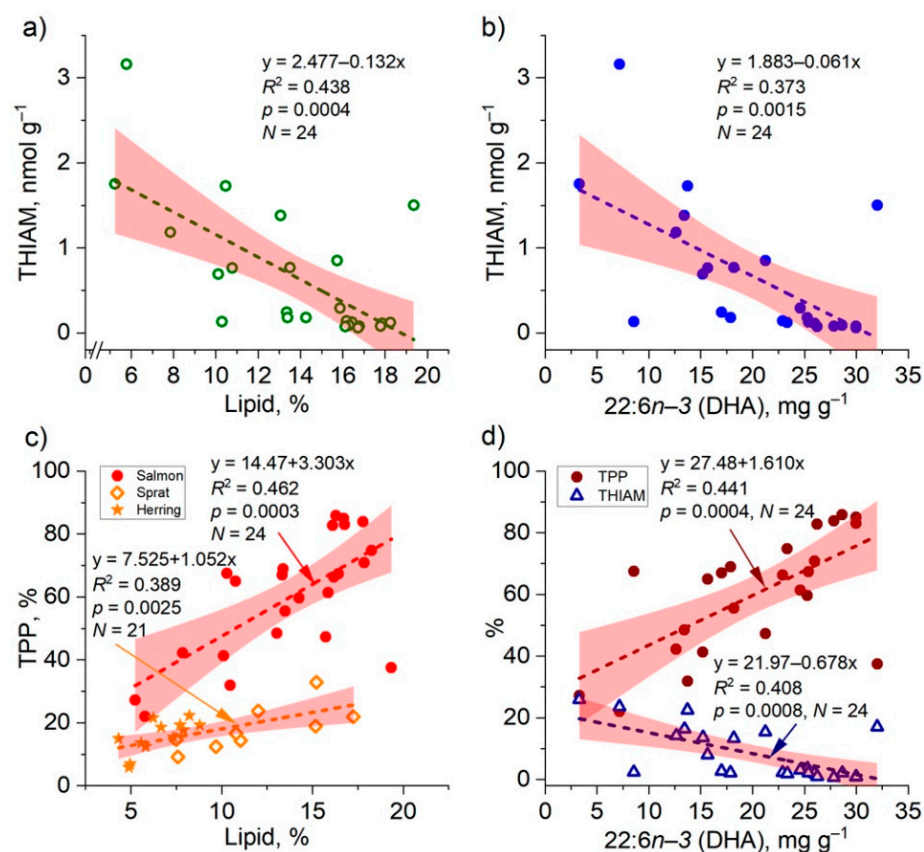 a)
y = 2.477–0.132x
R² = 0.438
p = 0.0004
N = 24
THIAM, nmol g⁻¹
3
2
1
0
0 6 8 10 12 14 16 18 20
Lipid, %
b)
y = 1.883–0.061x
R² = 0.373
p = 0.0015
N = 24
THIAM, nmol g⁻¹
3
2
1
0
0 5 10 15 20 25 30 35
22:6n–3 (DHA), mg g⁻¹
c)
Salmon
Sprat
Herring
y = 14.47+3.303x
R² = 0.462
p = 0.0003
N = 24
y = 7.525+1.052x
R² = 0.389
p = 0.0025
N = 21
TPP, %
100
80
60
40
20
0
5 10 15 20
Lipid, %
d)
TPP
THIAM
y = 27.48+1.610x
R² = 0.441
p = 0.0004, N = 24
y = 21.97–0.678x
R² = 0.408
p = 0.0008, N = 24
%
100
80
60
40
20
0
0 5 10 15 20 25 30 35
22:6n–3 (DHA), mg g⁻¹